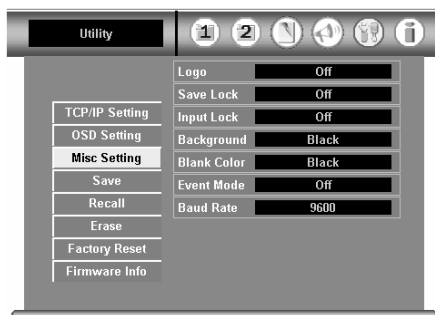 Utility
1 2 i
Logo Off
Save Lock Off
TCP/IP Setting
Input Lock Off
OSD Setting
Background Black
Misc Setting
Blank Color Black
Save
Event Mode Off
Recall
Baud Rate 9600
Erase
Factory Reset
Firmware Info